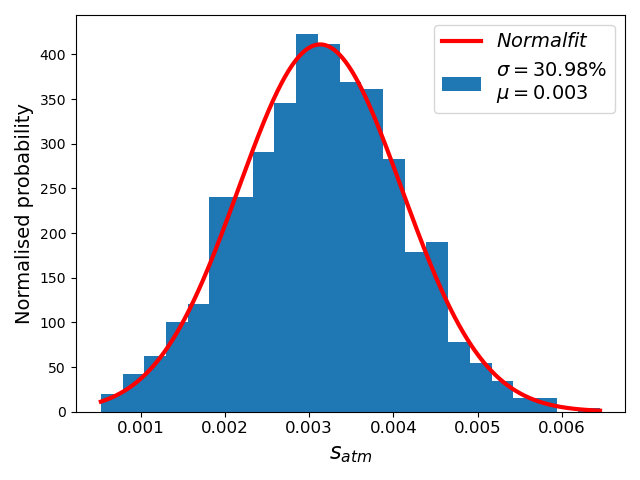 Normalfit
σ = 30.98%
μ = 0.003
Normalised probability
400
350
300
250
200
150
100
50
0
0.001 0.002 0.003 0.004 0.005 0.006
s_atm